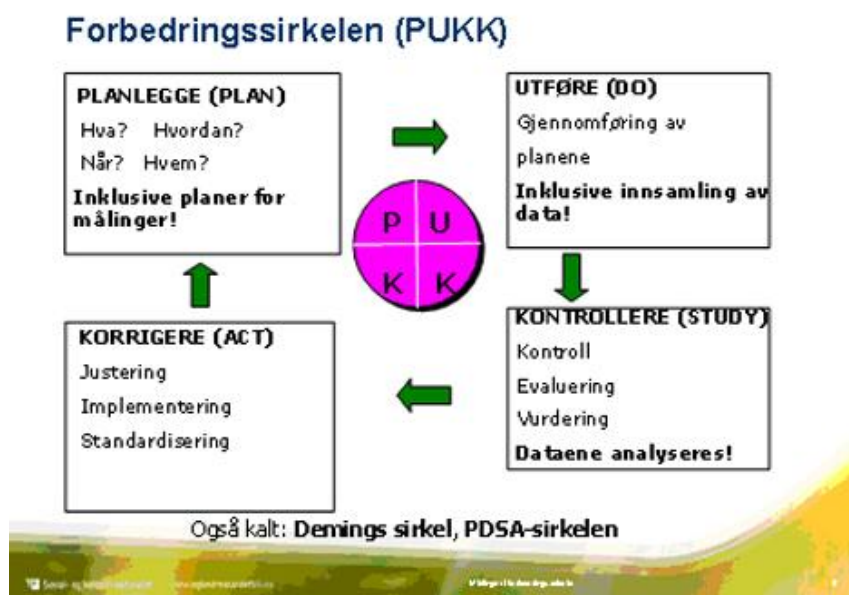 Forbedringssirkelen (PUKK)
PLANLEGGE (PLAN)
Hva? Hvordan?
Når? Hvem?
Inklusive planer for
målinger!
UTFØRE (DO)
Gjennomføring av
planene
Inklusive innsamling av
data!
P U
K K
KORRIGERE (ACT)
Justering
Implementering
Standardisering
KONTROLLERE (STUDY)
Kontroll
Evaluering
Vurdering
Dataene analyseres!
Også kalt: Demings sirkel, PDSA-sirkelen